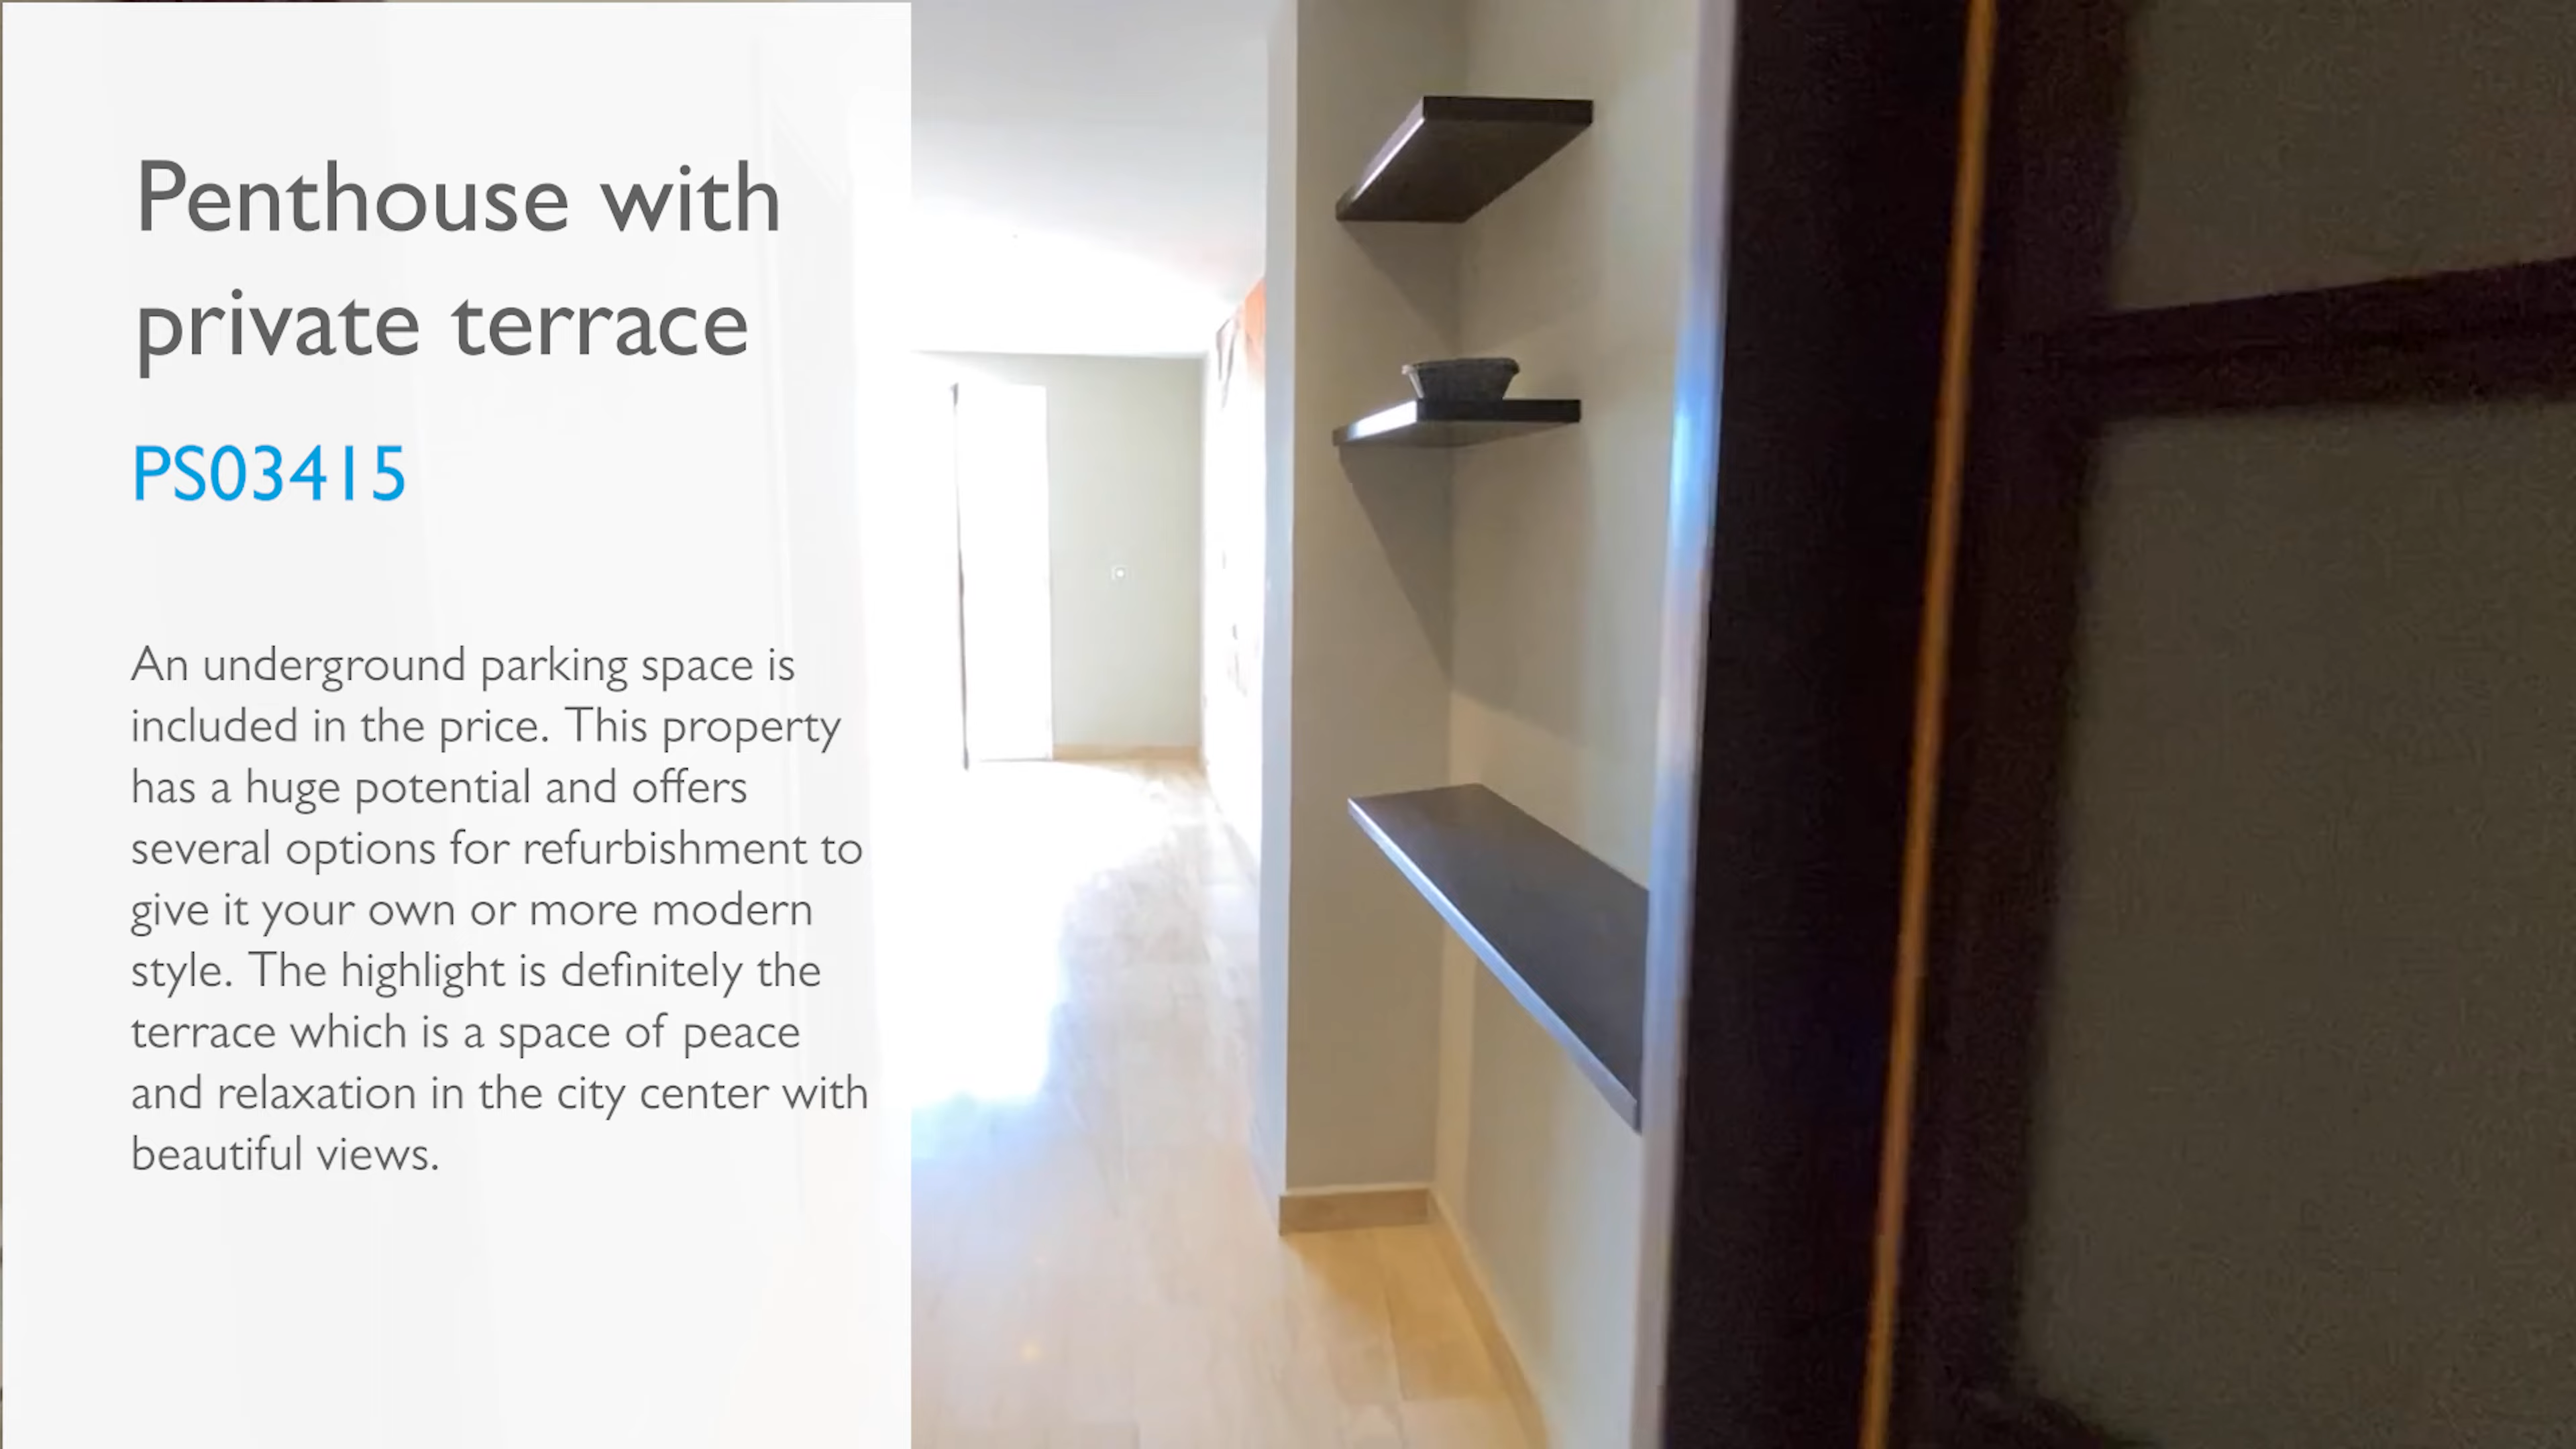 Penthouse with
private terrace
PS03415
An underground parking space is
included in the price. This property
has a huge potential and offers
several options for refurbishment to
give it your own or more modern
style. The highlight is definitely the
terrace which is a space of peace
and relaxation in the city center with
beautiful views.